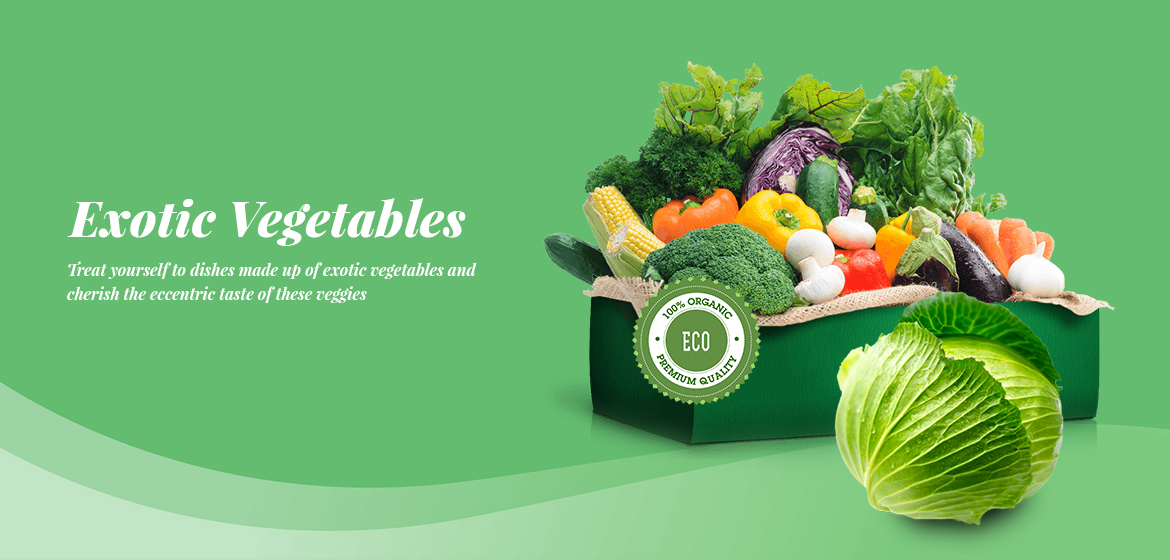 Exotic Vegetables
Treat yourself to dishes made up of exotic vegetables and
cherish the eccentric taste of these veggies
100% ORGANIC
ECO
PREMIUM QUALITY